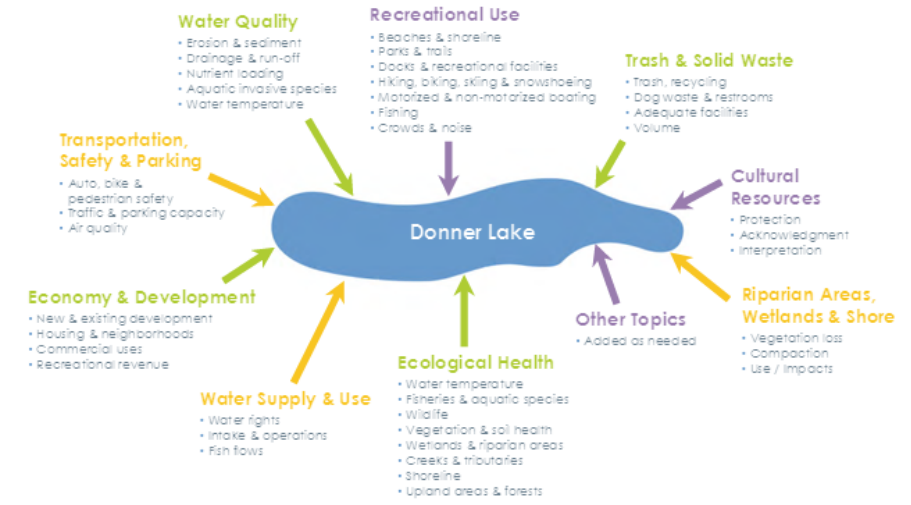 Water Quality
• Erosion & sediment
• Drainage & run-off
• Nutrient loading
• Aquatic invasive species
• Water temperature
Recreational Use
• Beaches & shoreline
• Parks & trails
• Docks & recreational facilities
• Hiking, biking, skiing & snowshoeing
• Motorized & non-motorized boating
• Fishing
• Crowds & noise
Trash & Solid Waste
• Trash, recycling
• Dog waste & restrooms
• Adequate facilities
• Volume
Transportation,
Safety & Parking
• Auto, bike &
pedestrian safety
• Traffic & parking capacity
• Air quality
Cultural
Resources
• Protection
• Acknowledgment
• Interpretation
Donner Lake
Economy & Development
• New & existing development
• Housing & neighborhoods
• Commercial uses
• Recreational revenue
Riparian Areas,
Wetlands & Shore
• Vegetation loss
• Compaction
• Use / Impacts
Other Topics
• Added as needed
Water Supply & Use
• Water rights
• Intake & operations
• Fish flows
Ecological Health
• Water temperature
• Fisheries & aquatic species
• Wildlife
• Vegetation & soil health
• Wetlands & riparian areas
• Creeks & tributaries
• Shoreline
• Upland areas & forests